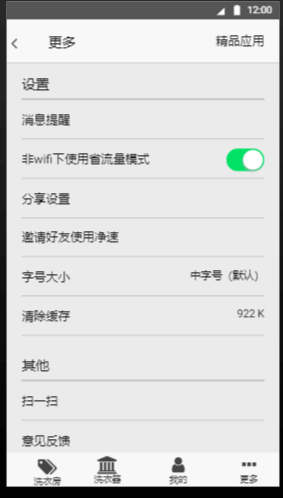 12:00
更多 精品应用
设置
消息提醒
非wifi下使用省流量模式
分享设置
邀请好友使用净速
字号大小 中字号（默认）
清除缓存 922 K
其他
扫一扫
意见反馈
洗衣房 洗衣器 我的 更多